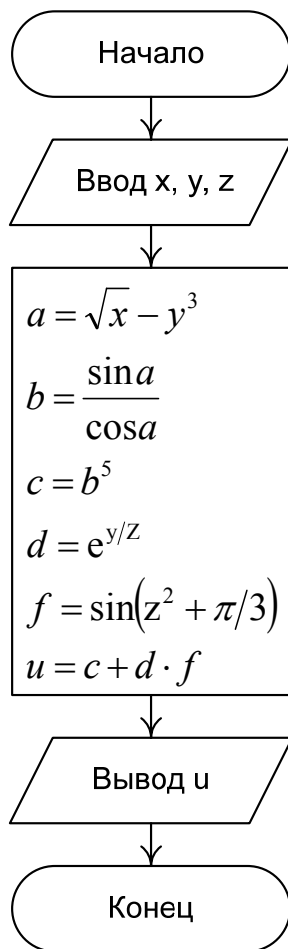 Начало
Ввод x, y, z
a = √x − y³
b = sin a / cos a
c = b⁵
d = e^{y/Z}
f = sin(z² + π/3)
u = c + d · f
Вывод u
Конец